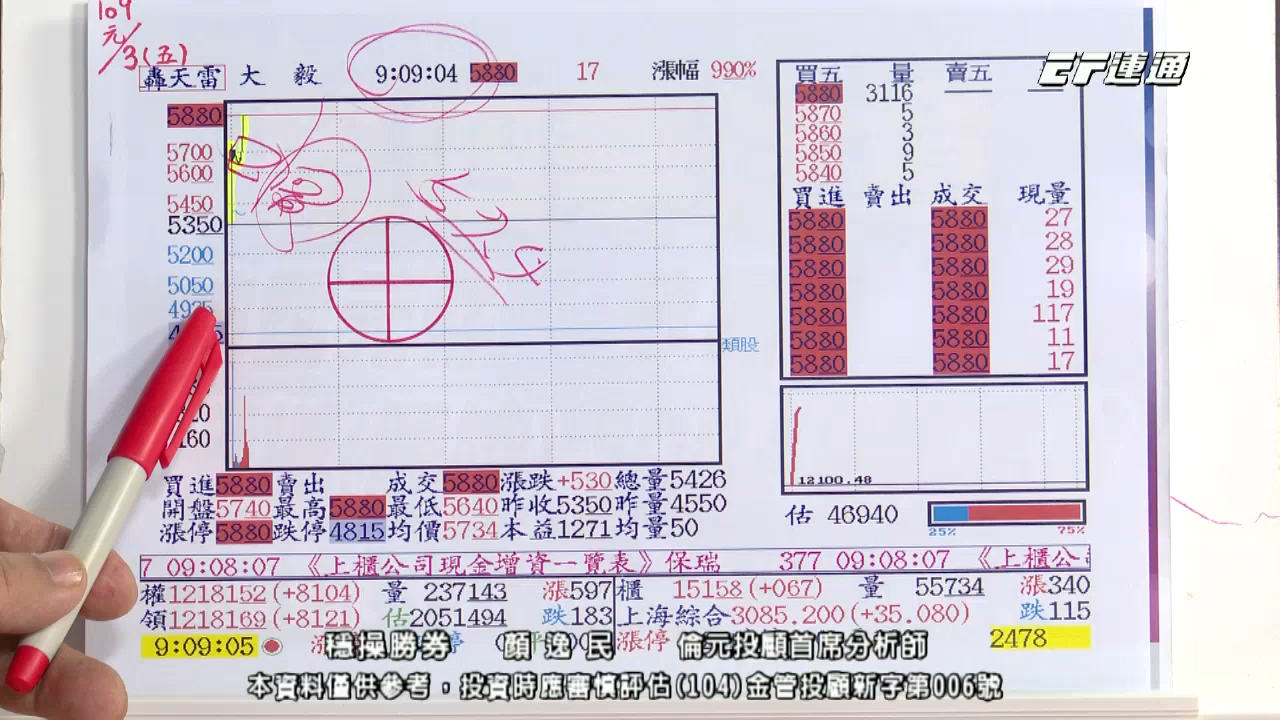 109
元/3(五)
轟天雷 大毅 9:09:04 5880 17 漲幅 990%
ET運通
5880
5700
5600
5450
5350
5200
5050
類股
160
買五 量 賣五
5880 3116
5870 5
5860 3
5850 9
5840 5
買進 賣出 成交 現量
5880 5880 27
5880 5880 28
5880 5880 29
5880 5880 19
5880 5880 117
5880 5880 11
5880 5880 17
12100.48
估 46940
25% 75%
買進5880賣出 成交5880漲跌+530總量5426
開盤5740最高5880最低5640昨收5350昨量4550
漲停5880跌停4815均價5734本益1271均量50
7 09:08:07 《上櫃公司現金增資一覽表》保瑞 377 09:08:07 《上櫃公
權1218152(+8104) 量 237143 漲597 櫃 15158(+067) 量 55734 漲340
領1218169(+8121) 估2051494 跌183 上海綜合3085.200(+35.080) 跌115
9:09:05 漲停 2478
穩操勝券 顏逸民 倫元投顧首席分析師
本資料僅供參考，投資時應審慎評估(104)金管投顧新字第006號